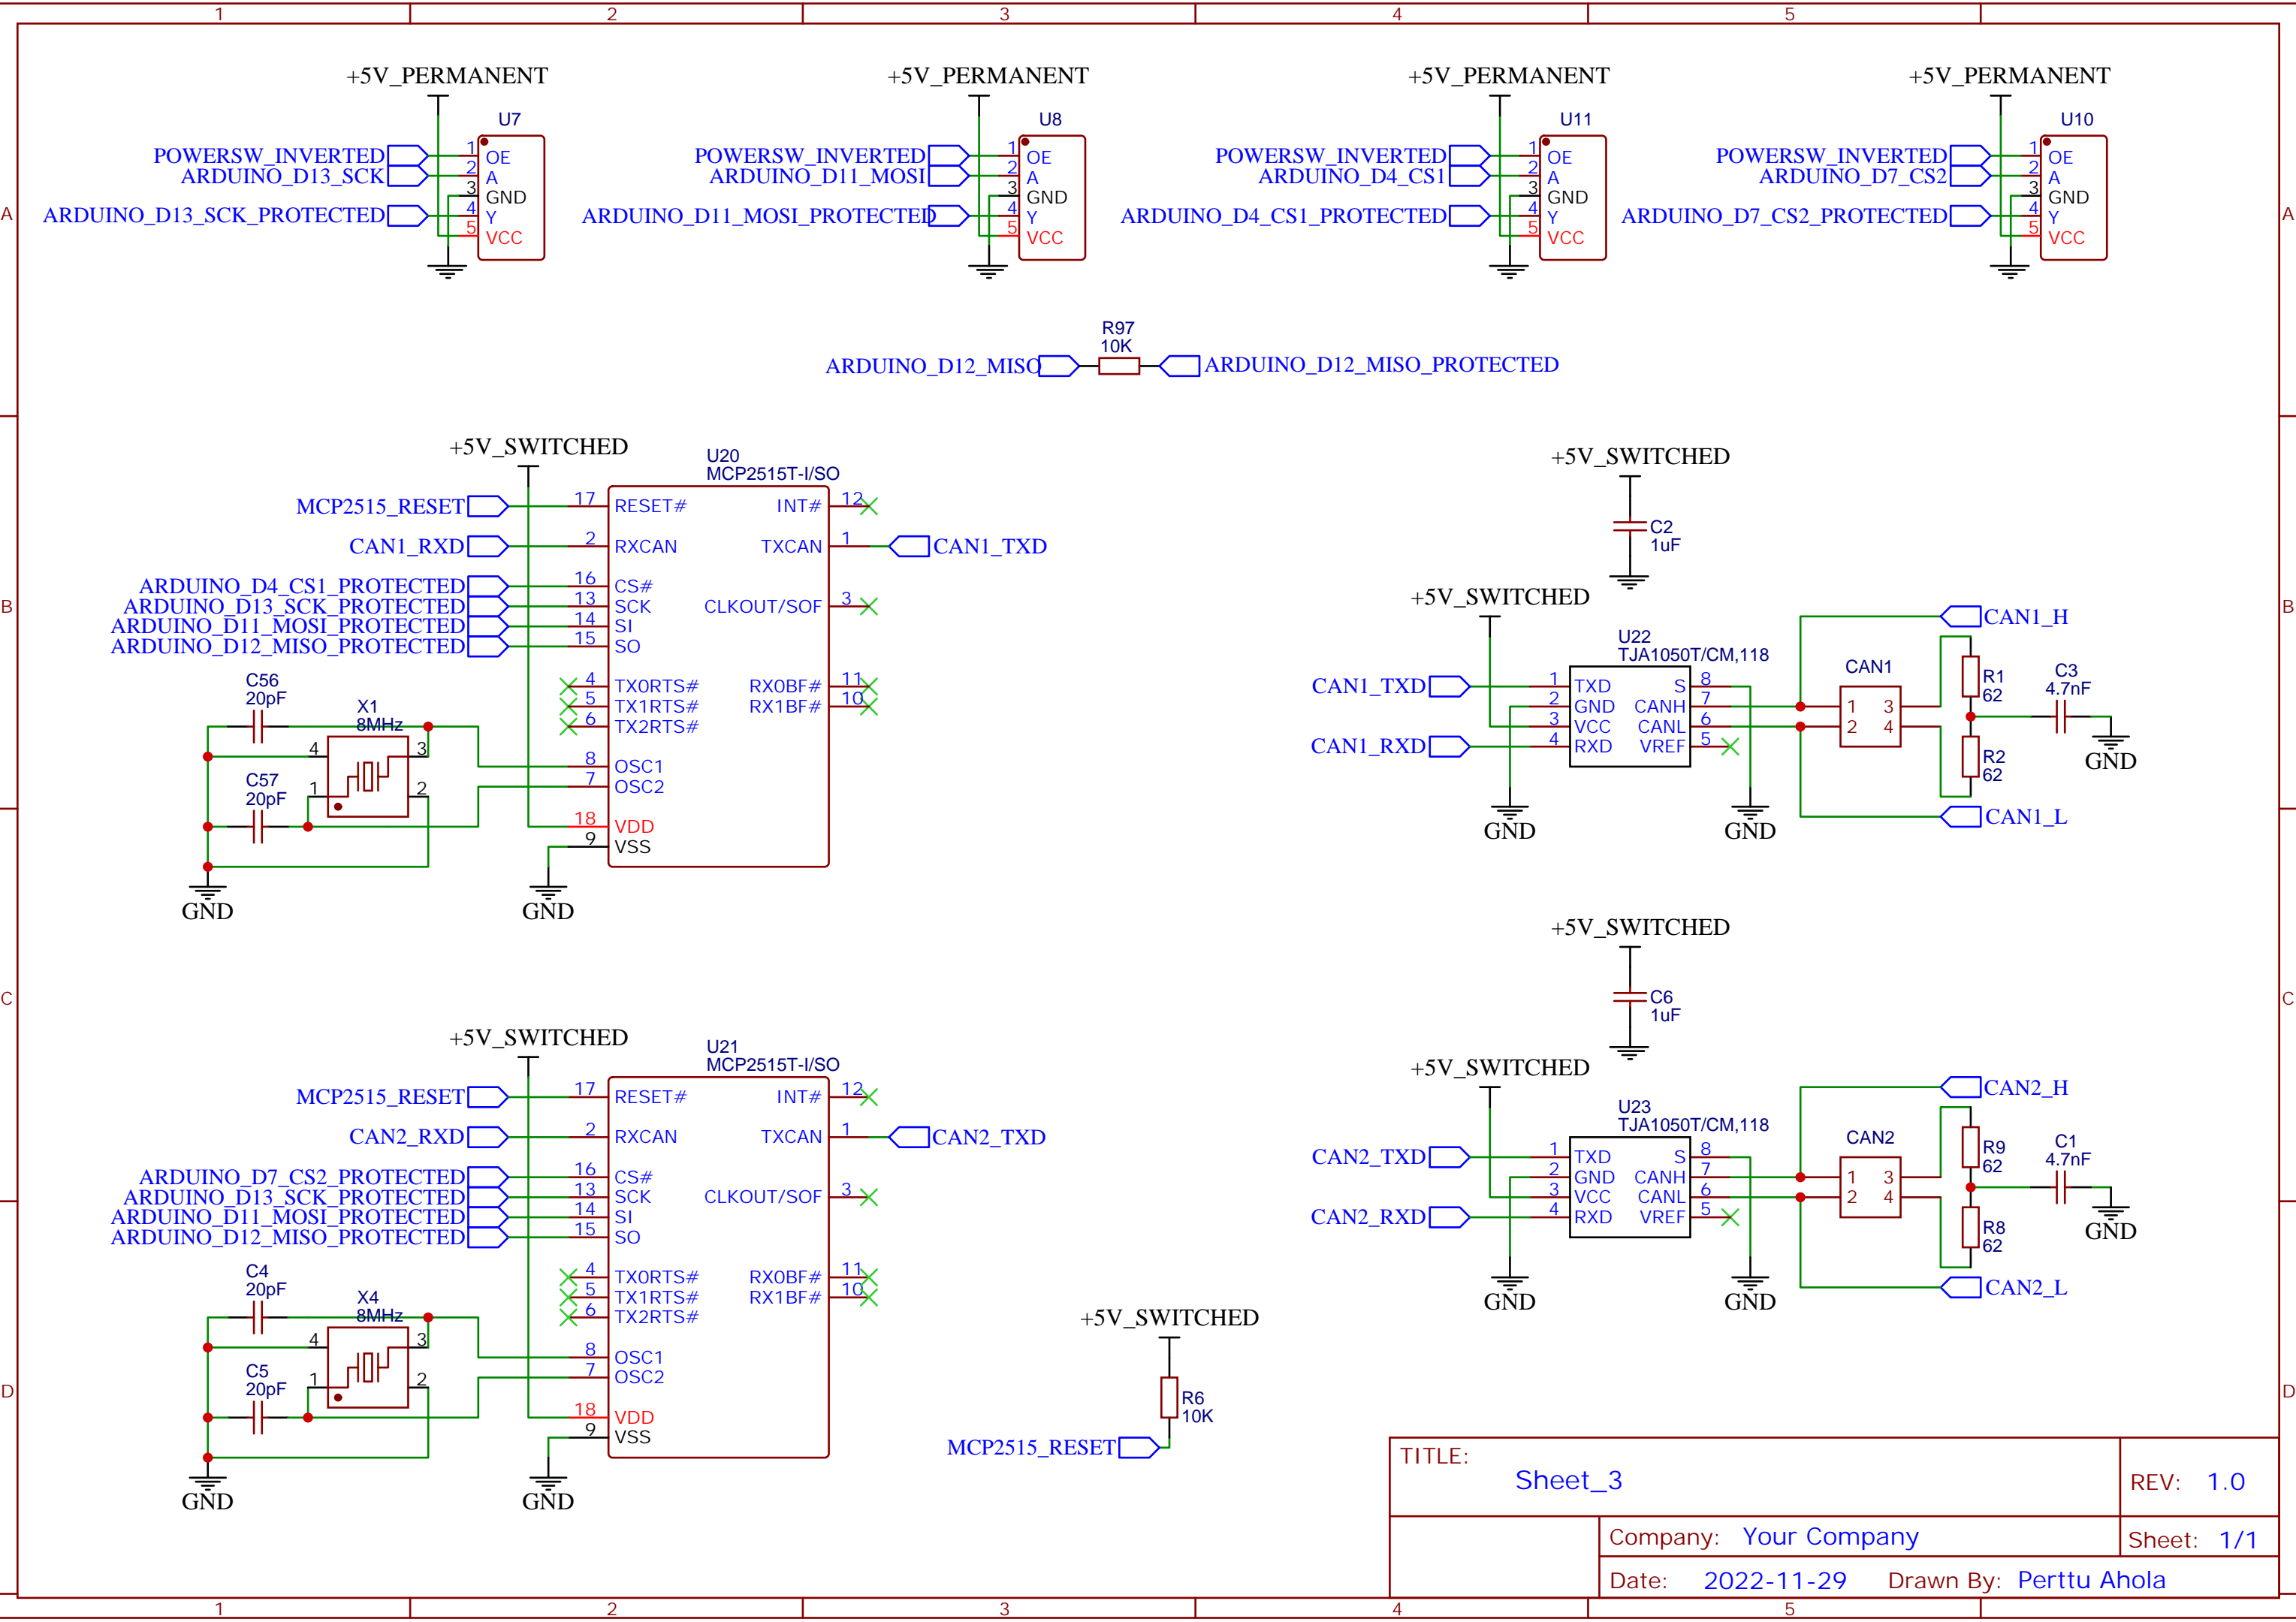 1 2 3 4 5
A
+5V_PERMANENT
U7
POWERSW_INVERTED 1 OE
ARDUINO_D13_SCK 2 A
3 GND
ARDUINO_D13_SCK_PROTECTED 4 Y
5 VCC
+5V_PERMANENT
U8
POWERSW_INVERTED 1 OE
ARDUINO_D11_MOSI 2 A
3 GND
ARDUINO_D11_MOSI_PROTECTED 4 Y
5 VCC
+5V_PERMANENT
U11
POWERSW_INVERTED 1 OE
ARDUINO_D4_CS1 2 A
3 GND
ARDUINO_D4_CS1_PROTECTED 4 Y
5 VCC
+5V_PERMANENT
U10
POWERSW_INVERTED 1 OE
ARDUINO_D7_CS2 2 A
3 GND
ARDUINO_D7_CS2_PROTECTED 4 Y
5 VCC
A
R97
10K
ARDUINO_D12_MISO ARDUINO_D12_MISO_PROTECTED
B
+5V_SWITCHED
U20
MCP2515T-I/SO
MCP2515_RESET 17 RESET# INT# 12
CAN1_RXD 2 RXCAN TXCAN 1 CAN1_TXD
ARDUINO_D4_CS1_PROTECTED 16 CS#
ARDUINO_D13_SCK_PROTECTED 13 SCK CLKOUT/SOF 3
ARDUINO_D11_MOSI_PROTECTED 14 SI
ARDUINO_D12_MISO_PROTECTED 15 SO
4 TX0RTS# RX0BF# 11
5 TX1RTS# RX1BF# 10
6 TX2RTS#
C56
20pF
X1
8MHz
4 3
8 OSC1
C57
20pF
1 2
7 OSC2
18 VDD
9 VSS
GND GND
+5V_SWITCHED
C2
1uF
+5V_SWITCHED
U22
TJA1050T/CM,118
CAN1_TXD 1 TXD S 8
2 GND CANH 7
3 VCC CANL 6
CAN1_RXD 4 RXD VREF 5
GND GND
CAN1_H
CAN1
1 3
2 4
R1
62
R2
62
C3
4.7nF
GND
CAN1_L
B
C
+5V_SWITCHED
U21
MCP2515T-I/SO
MCP2515_RESET 17 RESET# INT# 12
CAN2_RXD 2 RXCAN TXCAN 1 CAN2_TXD
ARDUINO_D7_CS2_PROTECTED 16 CS#
ARDUINO_D13_SCK_PROTECTED 13 SCK CLKOUT/SOF 3
ARDUINO_D11_MOSI_PROTECTED 14 SI
ARDUINO_D12_MISO_PROTECTED 15 SO
4 TX0RTS# RX0BF# 11
5 TX1RTS# RX1BF# 10
6 TX2RTS#
C4
20pF
X4
8MHz
4 3
8 OSC1
C5
20pF
1 2
7 OSC2
18 VDD
9 VSS
GND GND
+5V_SWITCHED
C6
1uF
+5V_SWITCHED
U23
TJA1050T/CM,118
CAN2_TXD 1 TXD S 8
2 GND CANH 7
3 VCC CANL 6
CAN2_RXD 4 RXD VREF 5
GND GND
CAN2_H
CAN2
1 3
2 4
R9
62
R8
62
C1
4.7nF
GND
CAN2_L
C
D
+5V_SWITCHED
R6
10K
MCP2515_RESET
D
TITLE:
Sheet_3
REV: 1.0
Company: Your Company
Sheet: 1/1
Date: 2022-11-29 Drawn By: Perttu Ahola
1 2 3 4 5